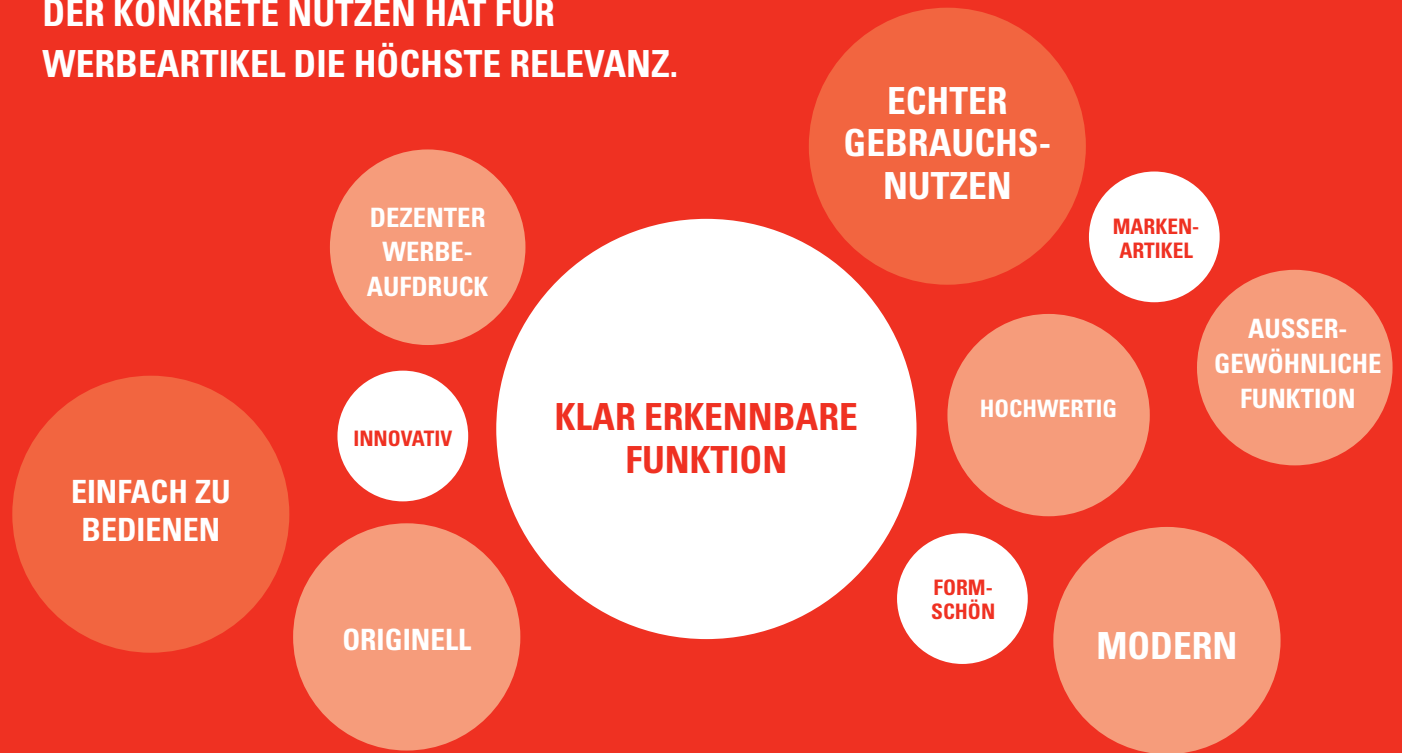 DER KONKRETE NUTZEN HAT FÜR
WERBEARTIKEL DIE HÖCHSTE RELEVANZ.
ECHTER
GEBRAUCHS-
NUTZEN
DEZENTER
WERBE-
AUFDRUCK
MARKEN-
ARTIKEL
AUSSER-
GEWÖHNLICHE
FUNKTION
INNOVATIV
KLAR ERKENNBARE
FUNKTION
HOCHWERTIG
EINFACH ZU
BEDIENEN
FORM-
SCHÖN
ORIGINELL
MODERN